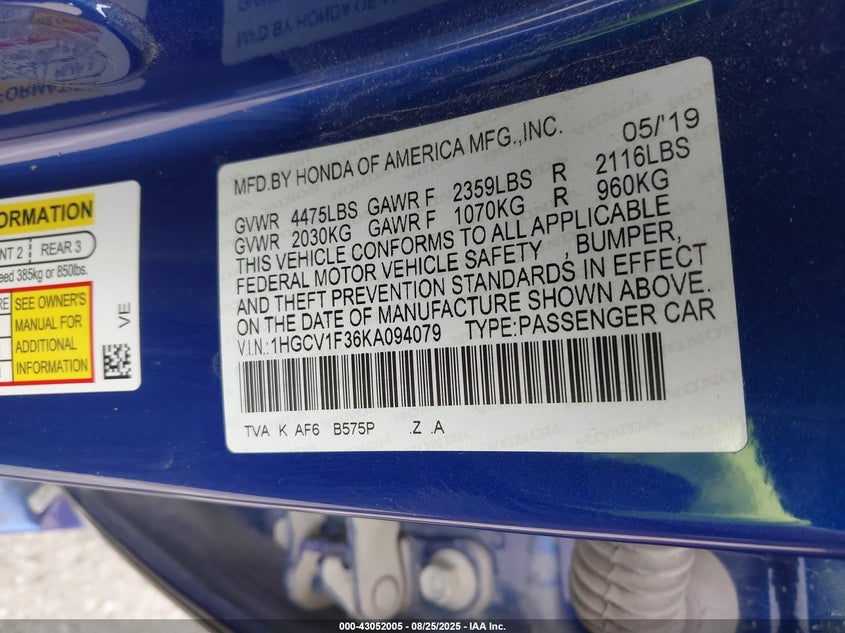 MFD.BY HONDA OF AMERICA MFG.,INC. 05/'19
GVWR 4475LBS GAWR F 2359LBS R 2116LBS
GVWR 2030KG GAWR F 1070KG R 960KG
THIS VEHICLE CONFORMS TO ALL APPLICABLE
FEDERAL MOTOR VEHICLE SAFETY , BUMPER,
AND THEFT PREVENTION STANDARDS IN EFFECT
ON THE DATE OF MANUFACTURE SHOWN ABOVE.
V.I.N.:1HGCV1F36KA094079 TYPE:PASSENGER CAR
TVA K AF6 B575P .Z .A
ORMATION
NT 2 REAR 3
eed 385kg or 850lbs.
RE SEE OWNER'S
MANUAL FOR
ADDITIONAL
INFORMATION
VE
000-43052005 - 08/25/2025 - IAA Inc.